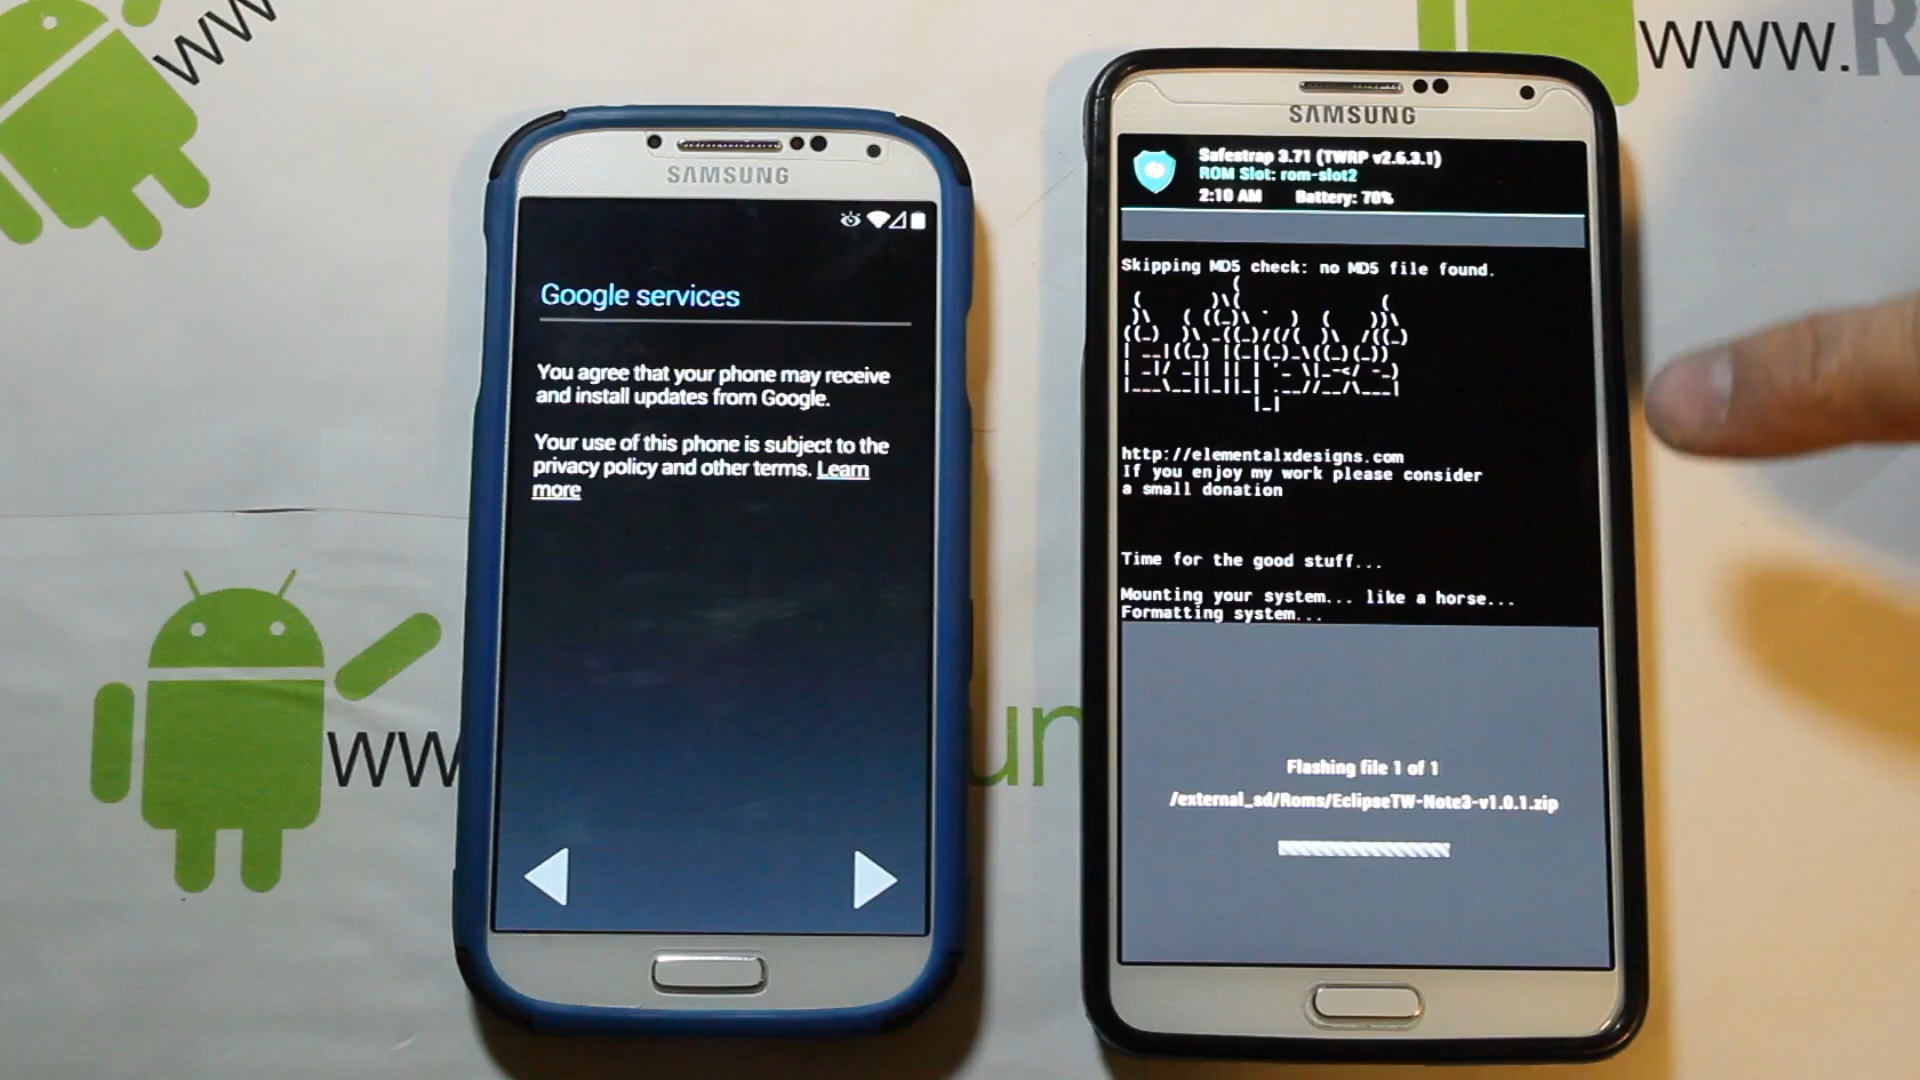 ww
www.R
SAMSUNG
Google services
You agree that your phone may receive
and install updates from Google.
Your use of this phone is subject to the
privacy policy and other terms. Learn
more
SAMSUNG
Safestrap 3.71 (TWRP v2.6.3.1)
ROM Slot: rom-slot2
2:10 AM Battery: 70%
Skipping MD5 check: no MD5 file found.
http://elementalxdesigns.com
If you enjoy my work please consider
a small donation
Time for the good stuff...
Mounting your system... like a horse...
Formatting system...
Flashing file 1 of 1
/external_sd/Roms/EclipseTW-Note3-v1.0.1.zip
ww
un